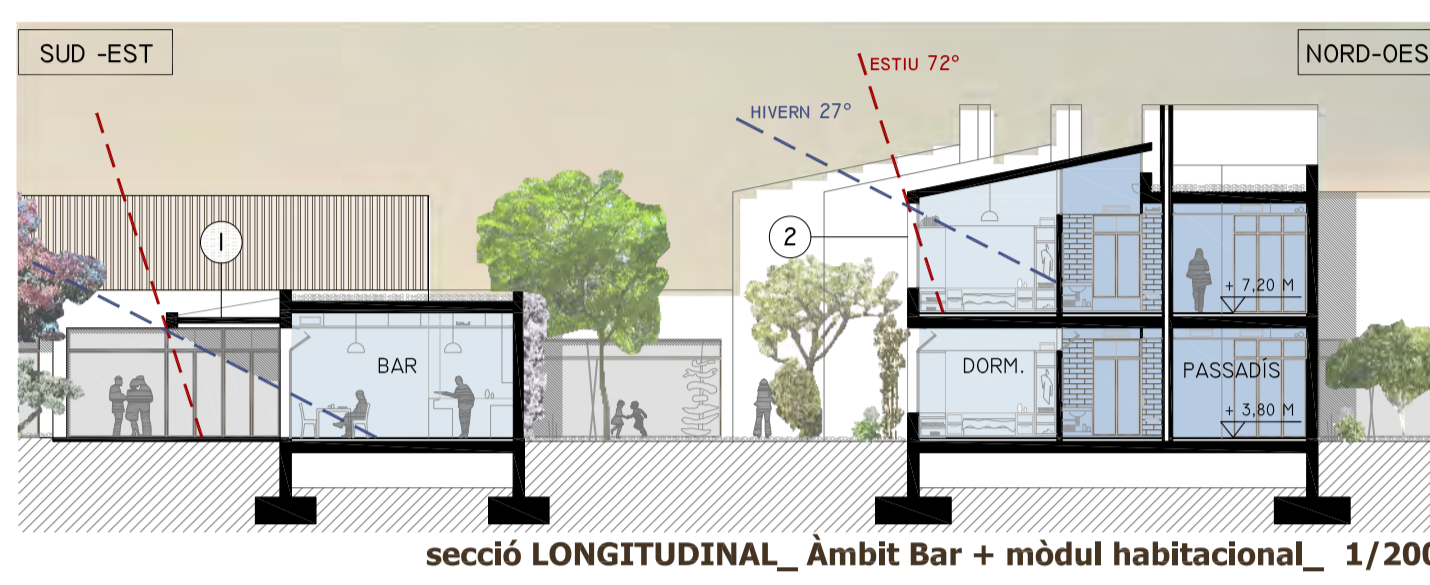 SUD -EST
NORD-OES
ESTIU 72°
HIVERN 27°
1
2
+ 7,20 M
BAR
DORM.
PASSADÍS
+ 3,80 M
secció LONGITUDINAL_ Àmbit Bar + mòdul habitacional_ 1/200